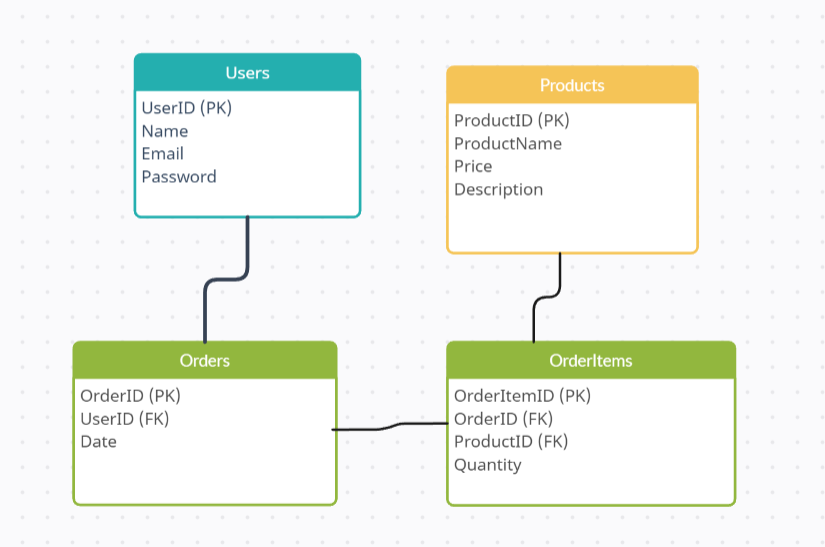 Users
UserID (PK)
Name
Email
Password
Products
ProductID (PK)
ProductName
Price
Description
Orders
OrderID (PK)
UserID (FK)
Date
OrderItems
OrderItemID (PK)
OrderID (FK)
ProductID (FK)
Quantity